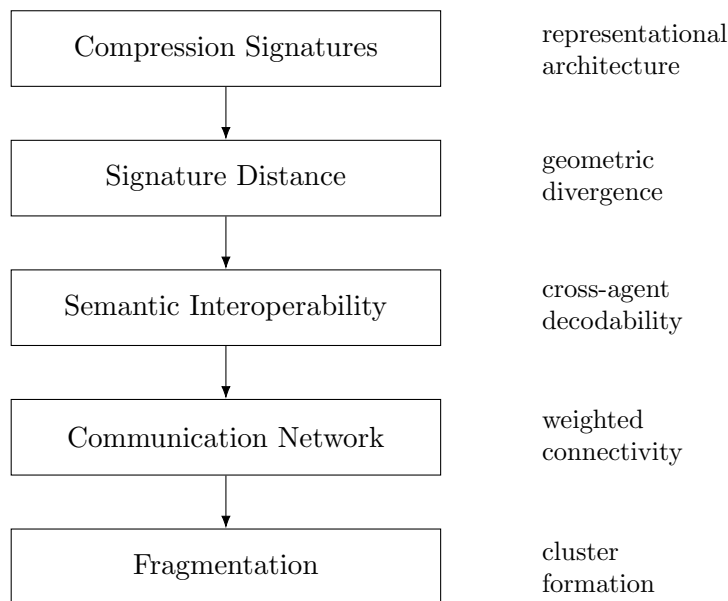 Compression Signatures
representational
architecture
Signature Distance
geometric
divergence
Semantic Interoperability
cross-agent
decodability
Communication Network
weighted
connectivity
Fragmentation
cluster
formation